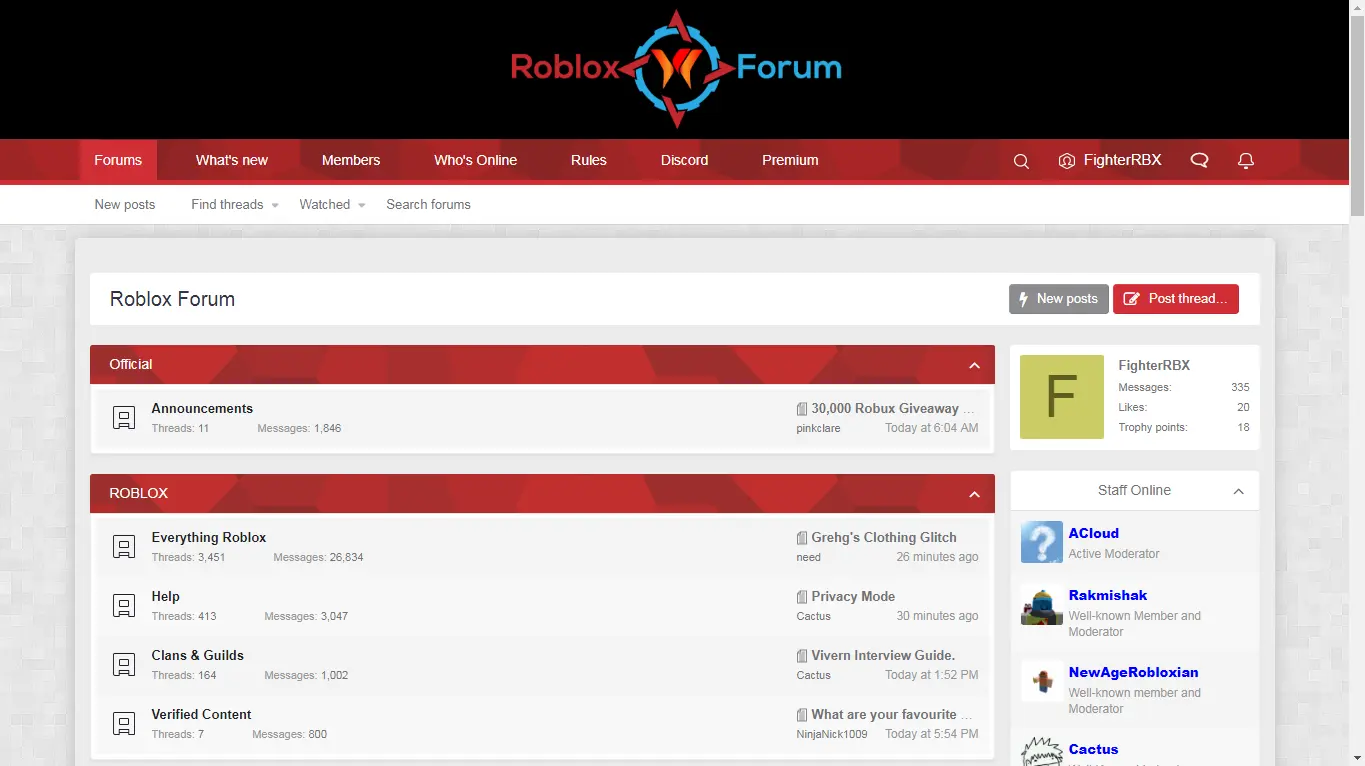 Roblox Forum
Forums What's new Members Who's Online Rules Discord Premium FighterRBX
New posts Find threads Watched Search forums
Roblox Forum
New posts Post thread...
Official
Announcements
Threads: 11 Messages: 1,846
30,000 Robux Giveaway ...
pinkclare Today at 6:04 AM
ROBLOX
Everything Roblox
Threads: 3,451 Messages: 26,834
Grehg's Clothing Glitch
need 26 minutes ago
Help
Threads: 413 Messages: 3,047
Privacy Mode
Cactus 30 minutes ago
Clans & Guilds
Threads: 164 Messages: 1,002
Vivern Interview Guide.
Cactus Today at 1:52 PM
Verified Content
Threads: 7 Messages: 800
What are your favourite ...
NinjaNick1009 Today at 5:54 PM
F
FighterRBX
Messages: 335
Likes: 20
Trophy points: 18
Staff Online
ACloud
Active Moderator
Rakmishak
Well-known Member and
Moderator
NewAgeRobloxian
Well-known member and
Moderator
Cactus